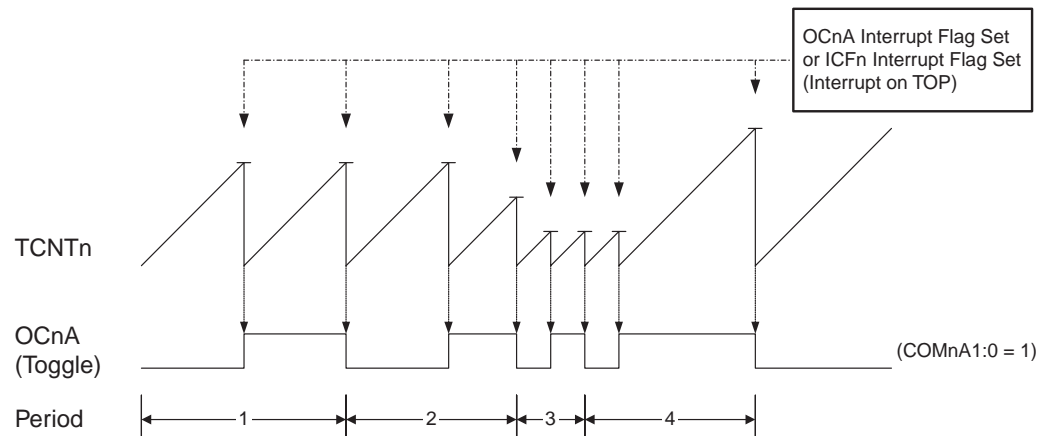 OCnA Interrupt Flag Set
or ICFn Interrupt Flag Set
(Interrupt on TOP)
TCNTn
OCnA
(Toggle)
(COMnA1:0 = 1)
Period
1
2
3
4